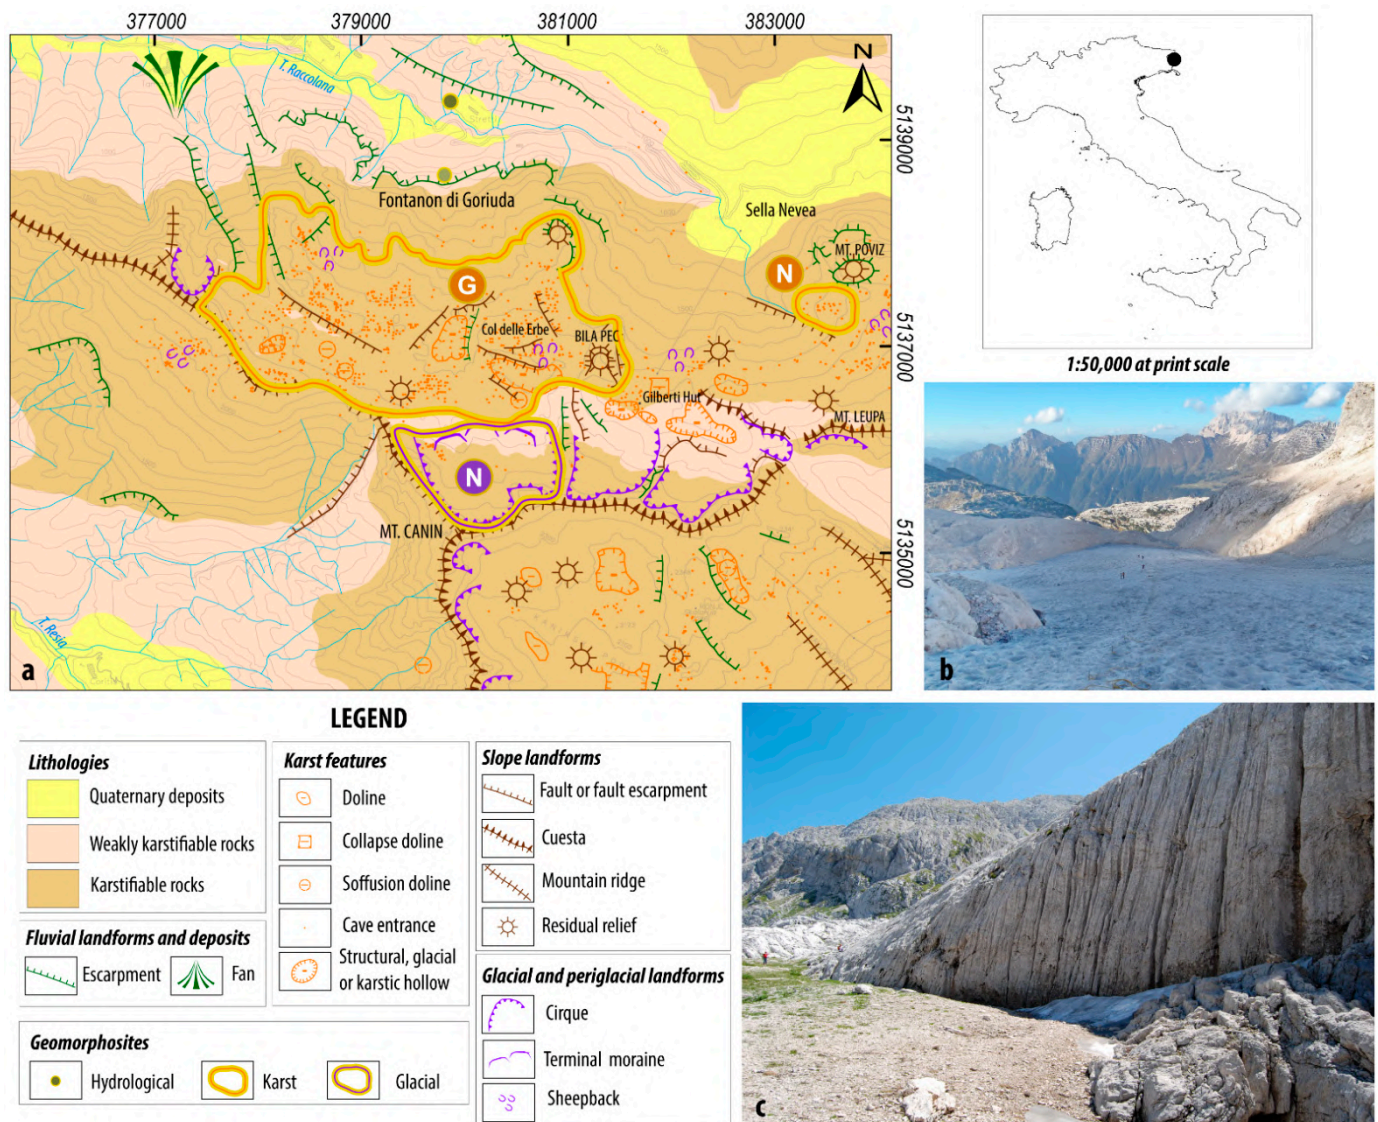 377000
379000
381000
383000
N
T. Raccolana
5139000
Fontanon di Goriuda
Sella Nevea
MT. POVIZ
N
G
Col delle Erbe
BILA PEC
5137000
Gilberti Hut
MT. LEUPA
N
MT. CANIN
5135000
T. Resia
a
1:50,000 at print scale
b
c
LEGEND
Lithologies
Quaternary deposits
Weakly karstifiable rocks
Karstifiable rocks
Fluvial landforms and deposits
Escarpment
Fan
Karst features
Doline
Collapse doline
Soffusion doline
Cave entrance
Structural, glacial
or karstic hollow
Slope landforms
Fault or fault escarpment
Cuesta
Mountain ridge
Residual relief
Glacial and periglacial landforms
Cirque
Terminal moraine
Sheepback
Geomorphosites
Hydrological
Karst
Glacial